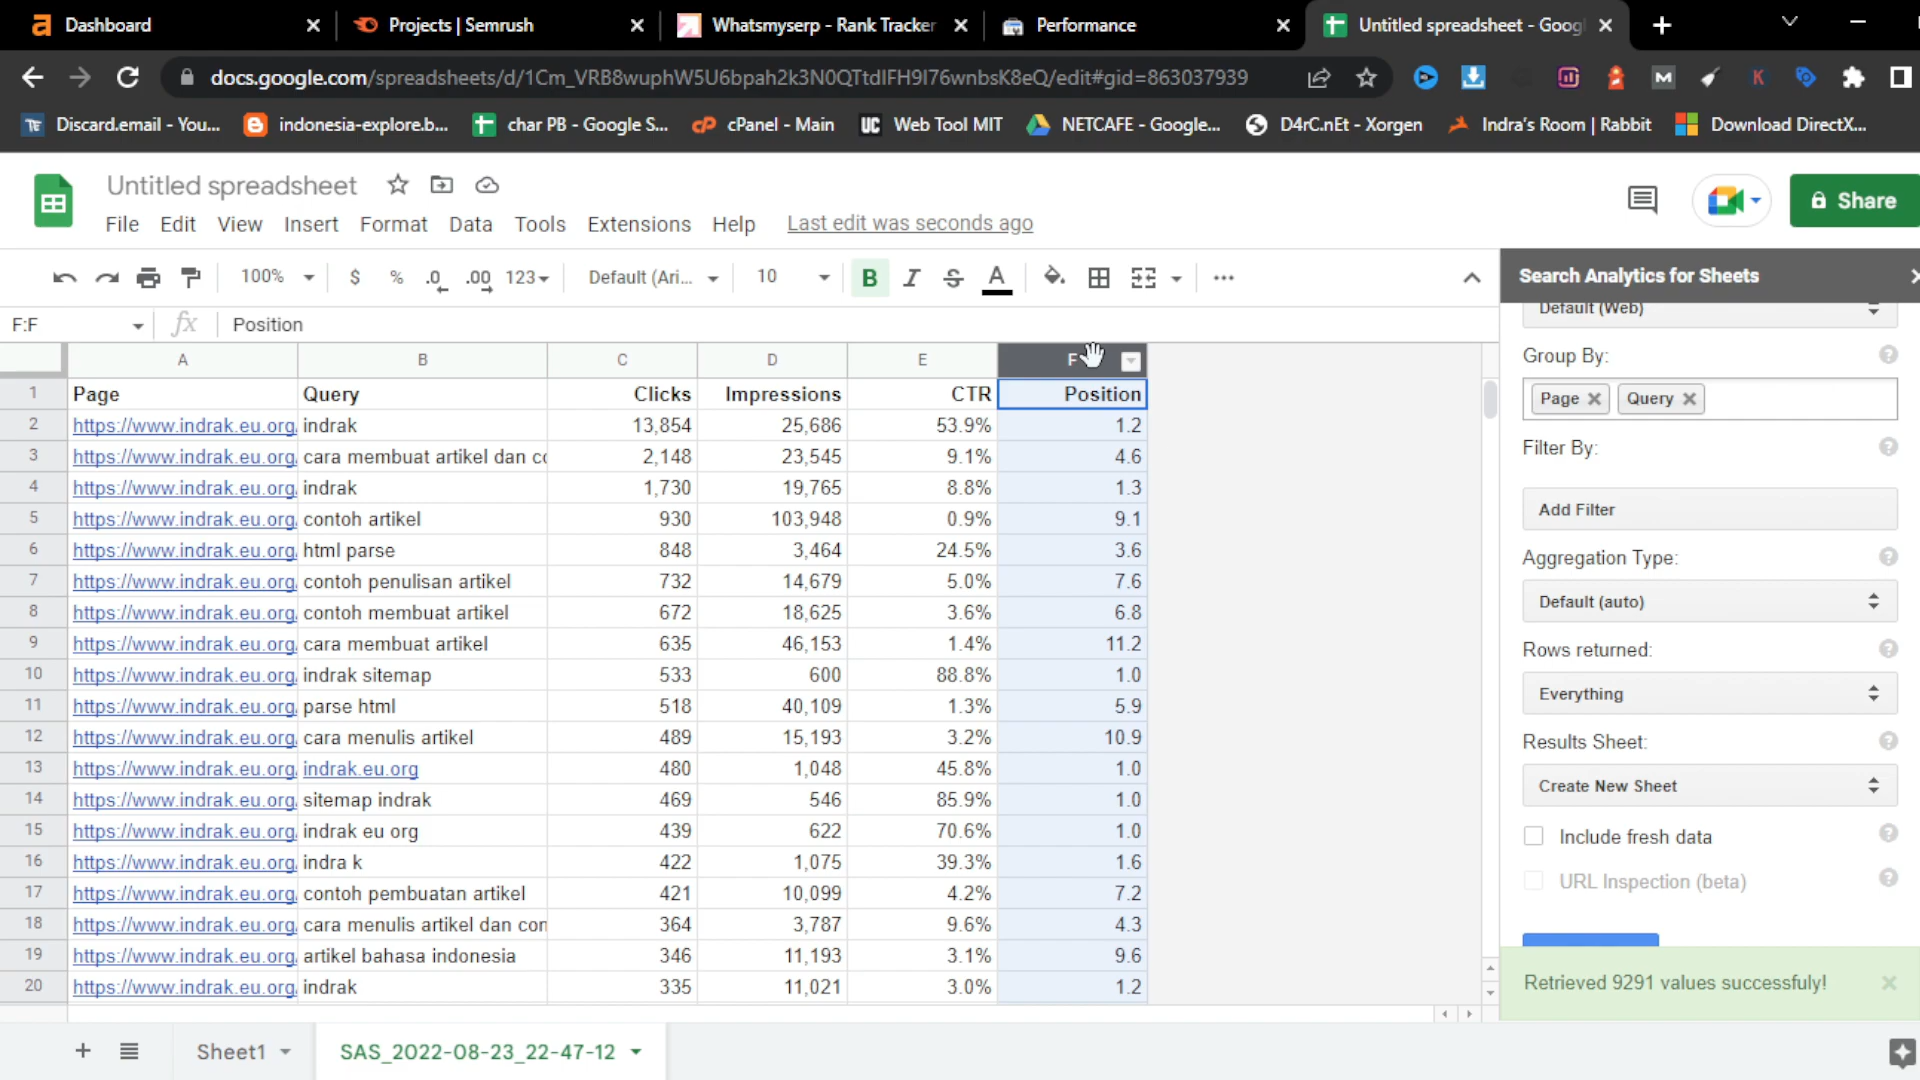 Dashboard
Projects | Semrush
Whatsmyserp - Rank Tracker
Performance
Untitled spreadsheet - Goog
docs.google.com/spreadsheets/d/1Cm_VRB8wuphW5U6bpah2k3N0QTtdIFH9I76wnbsK8eQ/edit#gid=863037939
Discard.email - You...
indonesia-explore.b...
char PB - Google S...
cPanel - Main
Web Tool MIT
NETCAFE - Google...
D4rC.nEt - Xorgen
Indra's Room | Rabbit
Download DirectX...
Untitled spreadsheet
File Edit View Insert Format Data Tools Extensions Help Last edit was seconds ago
Share
100% $ % .0 .00 123 Default (Ari... 10 B I S A
Search Analytics for Sheets
F:F fx Position
A B C D E F
1 Page Query Clicks Impressions CTR Position
2 https://www.indrak.eu.org/ indrak 13,854 25,686 53.9% 1.2
3 https://www.indrak.eu.org/ cara membuat artikel dan co 2,148 23,545 9.1% 4.6
4 https://www.indrak.eu.org/ indrak 1,730 19,765 8.8% 1.3
5 https://www.indrak.eu.org/ contoh artikel 930 103,948 0.9% 9.1
6 https://www.indrak.eu.org/ html parse 848 3,464 24.5% 3.6
7 https://www.indrak.eu.org/ contoh penulisan artikel 732 14,679 5.0% 7.6
8 https://www.indrak.eu.org/ contoh membuat artikel 672 18,625 3.6% 6.8
9 https://www.indrak.eu.org/ cara membuat artikel 635 46,153 1.4% 11.2
10 https://www.indrak.eu.org/ indrak sitemap 533 600 88.8% 1.0
11 https://www.indrak.eu.org/ parse html 518 40,109 1.3% 5.9
12 https://www.indrak.eu.org/ cara menulis artikel 489 15,193 3.2% 10.9
13 https://www.indrak.eu.org/ indrak.eu.org 480 1,048 45.8% 1.0
14 https://www.indrak.eu.org/ sitemap indrak 469 546 85.9% 1.0
15 https://www.indrak.eu.org/ indrak eu org 439 622 70.6% 1.0
16 https://www.indrak.eu.org/ indra k 422 1,075 39.3% 1.6
17 https://www.indrak.eu.org/ contoh pembuatan artikel 421 10,099 4.2% 7.2
18 https://www.indrak.eu.org/ cara menulis artikel dan con 364 3,787 9.6% 4.3
19 https://www.indrak.eu.org/ artikel bahasa indonesia 346 11,193 3.1% 9.6
20 https://www.indrak.eu.org/ indrak 335 11,021 3.0% 1.2
Default (Web)
Group By:
Page Query
Filter By:
Add Filter
Aggregation Type:
Default (auto)
Rows returned:
Everything
Results Sheet:
Create New Sheet
Include fresh data
URL Inspection (beta)
Retrieved 9291 values successfuly!
Sheet1
SAS_2022-08-23_22-47-12